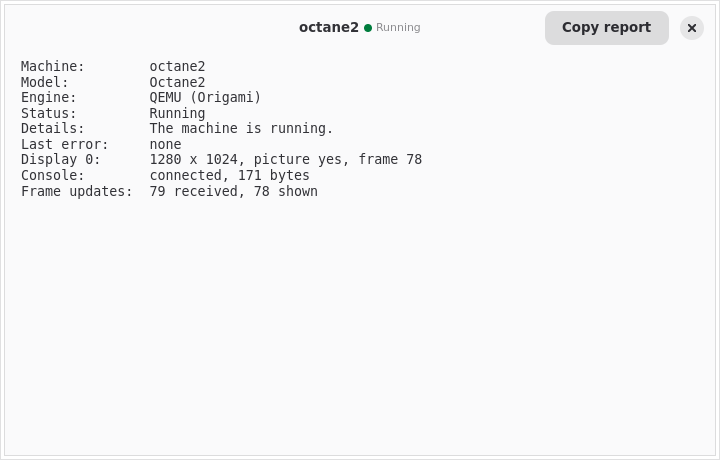 octane2 Running
Copy report
Machine: octane2
Model: Octane2
Engine: QEMU (Origami)
Status: Running
Details: The machine is running.
Last error: none
Display 0: 1280 x 1024, picture yes, frame 78
Console: connected, 171 bytes
Frame updates: 79 received, 78 shown